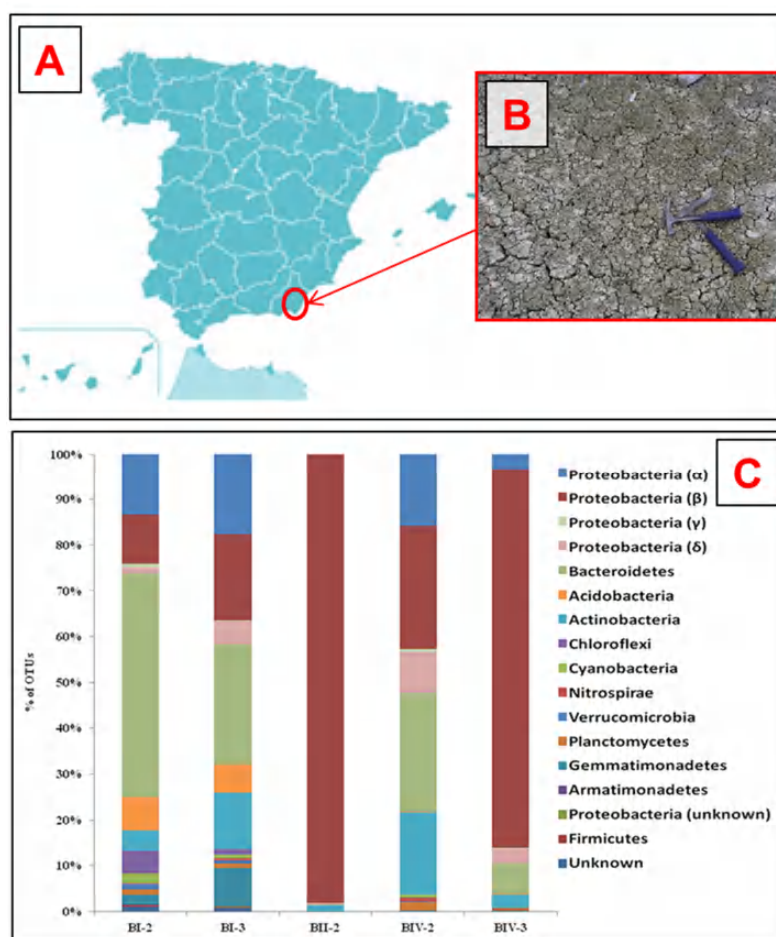 A
B
C
100%
90%
80%
70%
60%
50%
40%
30%
20%
10%
0%
% of OTUs
BI-2
BI-3
BII-2
BIV-2
BIV-3
Proteobacteria (α)
Proteobacteria (β)
Proteobacteria (γ)
Proteobacteria (δ)
Bacteroidetes
Acidobacteria
Actinobacteria
Chloroflexi
Cyanobacteria
Nitrospirae
Verrucomicrobia
Planctomycetes
Gemmatimonadetes
Armatimonadetes
Proteobacteria (unknown)
Firmicutes
Unknown